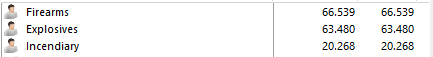 Firearms 66.539 66.539
Explosives 63.480 63.480
Incendiary 20.268 20.268